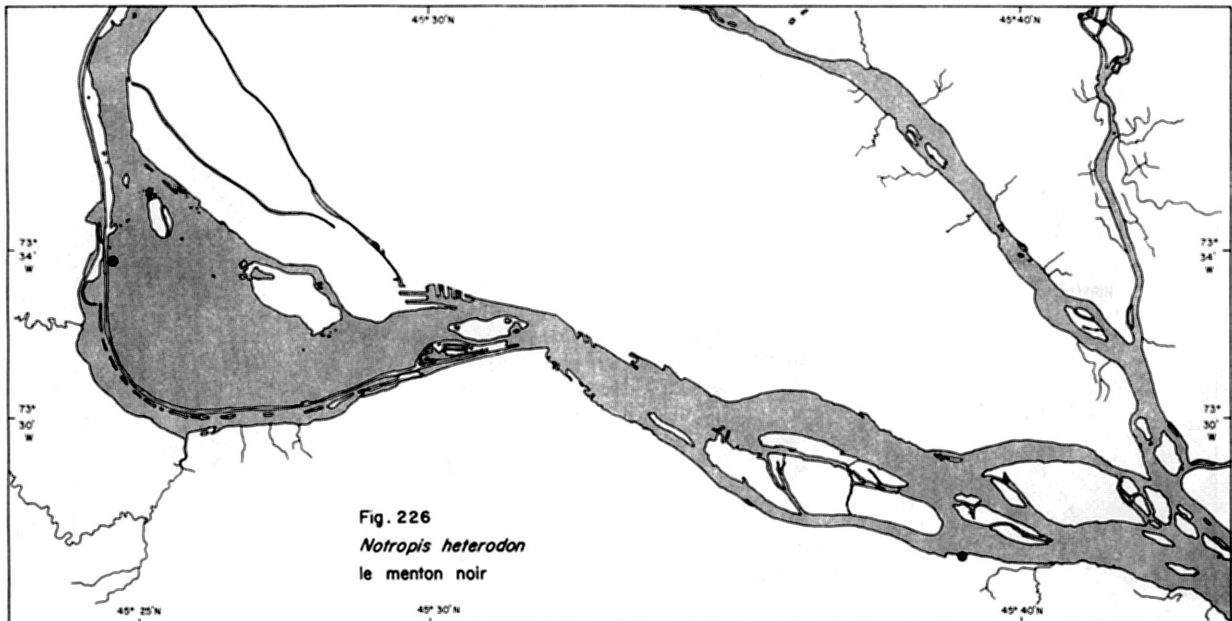 45° 30' N
45° 40' N
73°
34'
W
73°
34'
W
73°
30'
W
73°
30'
W
Fig. 226
Notropis heterodon
le menton noir
45° 25' N
45° 30' N
45° 40' N